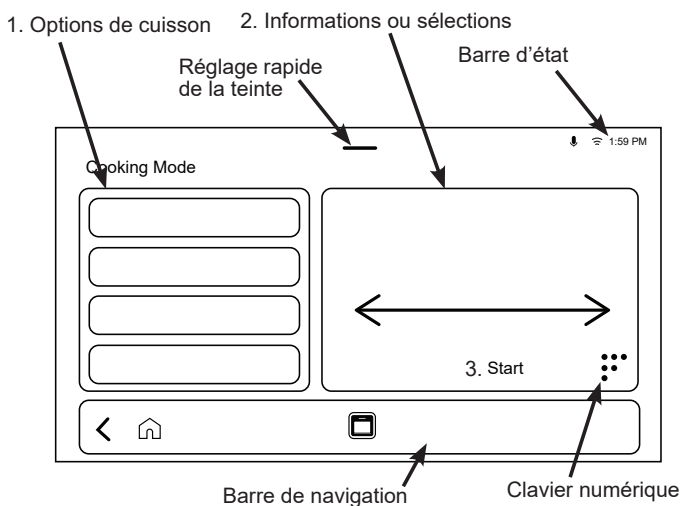 1. Options de cuisson
2. Informations ou sélections
Réglage rapide
de la teinte
Barre d’état
1:59 PM
Cooking Mode
3. Start
Barre de navigation
Clavier numérique